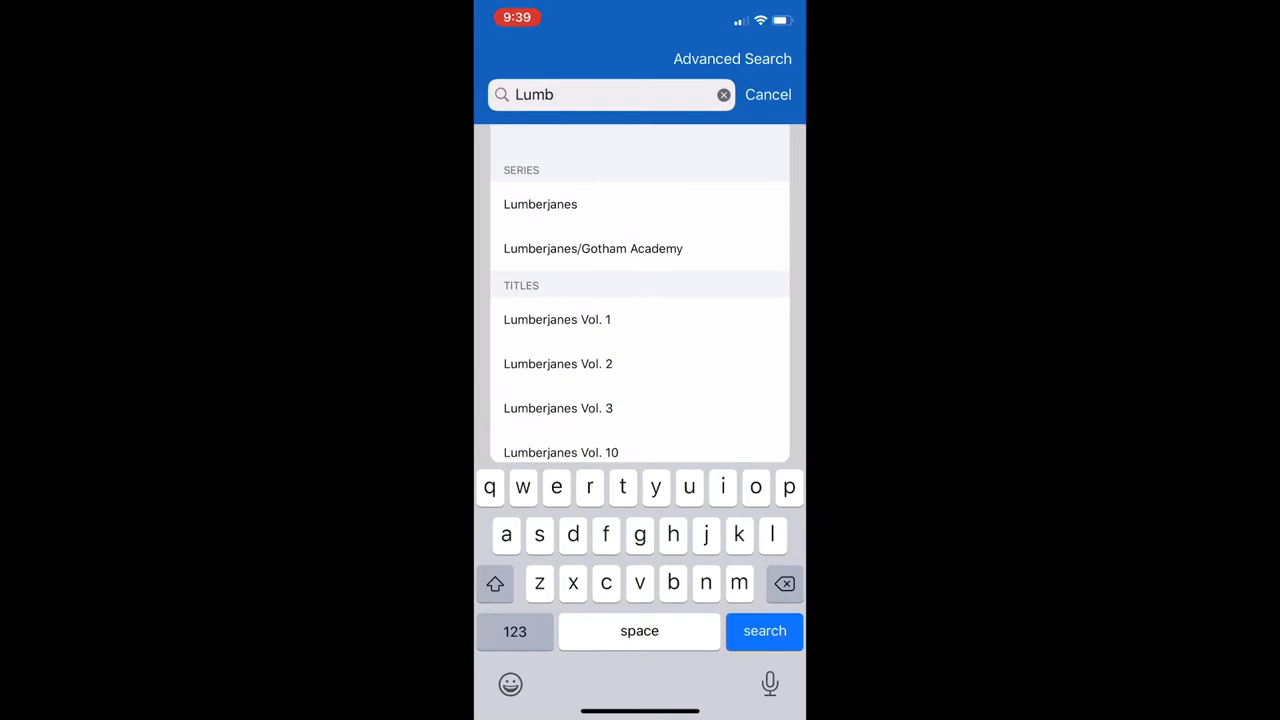 9:39
Advanced Search
Lumb
Cancel
SERIES
Lumberjanes
Lumberjanes/Gotham Academy
TITLES
Lumberjanes Vol. 1
Lumberjanes Vol. 2
Lumberjanes Vol. 3
Lumberjanes Vol. 10
q w e r t y u i o p
a s d f g h j k l
z x c v b n m
123 space search